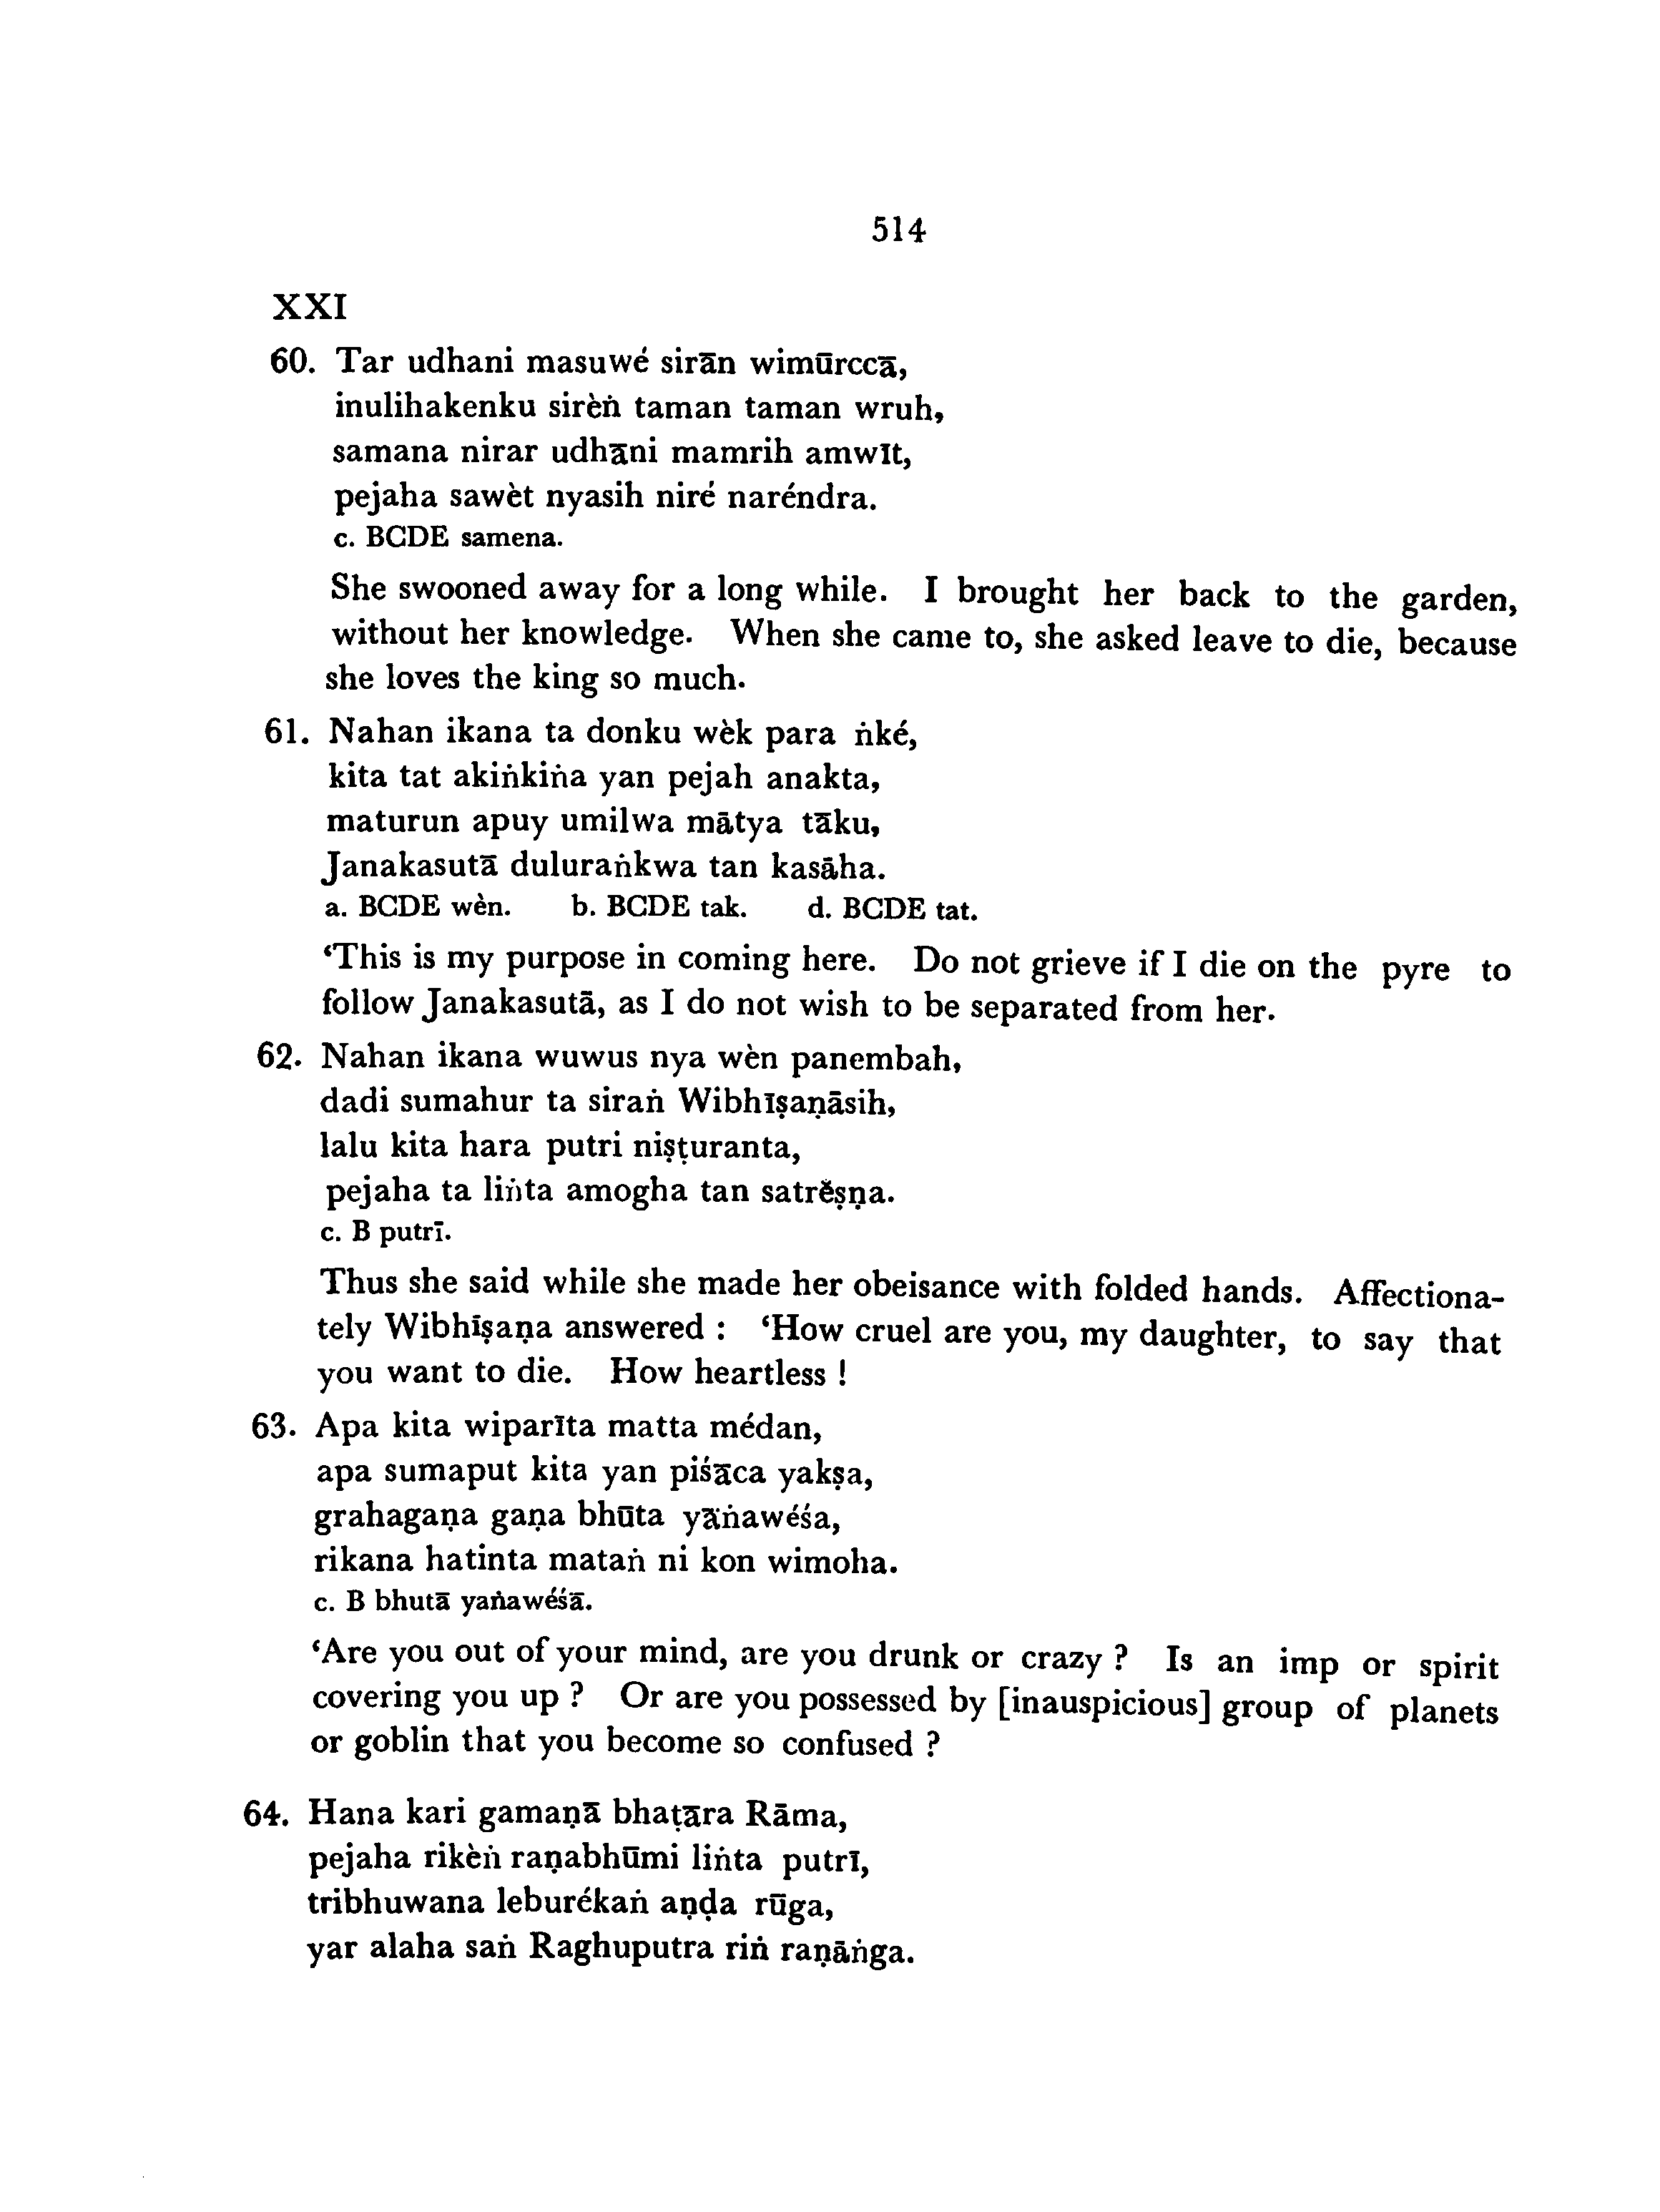 514
XXI
60. Tar udhani masuwé sirān wimūrccā,
inulihakenku sirèṅ taman taman wruh,
samana nirar udhāni mamrih amwīt,
pejaha sawèt nyasih niré naréndra.
c. BCDE samena.
She swooned away for a long while. I brought her back to the garden,
without her knowledge. When she came to, she asked leave to die, because
she loves the king so much.
61. Nahan ikana ta donku wèk para ṅké,
kita tat akiṅkiṅa yan pejah anakta,
maturun apuy umilwa mātya tāku,
Janakasutā duluraṅkwa tan kasāha.
a. BCDE wèn. b. BCDE tak. d. BCDE tat.
‘This is my purpose in coming here. Do not grieve if I die on the pyre to
follow Janakasutā, as I do not wish to be separated from her.
62. Nahan ikana wuwus nya wèn panembah,
dadi sumahur ta siraṅ Wibhīṣaṇāsih,
lalu kita hara putri niṣṭuranta,
pejaha ta liṅta amogha tan satrĕṣṇa.
c. B putrī.
Thus she said while she made her obeisance with folded hands. Affectiona-
tely Wibhīṣaṇa answered : ‘How cruel are you, my daughter, to say that
you want to die. How heartless !
63. Apa kita wiparīta matta médan,
apa sumaput kita yan piśāca yakṣa,
grahagaṇa gaṇa bhūta yāṅawéśa,
rikana hatinta mataṅ ni kon wimoha.
c. B bhutā yaṅawéśā.
‘Are you out of your mind, are you drunk or crazy ? Is an imp or spirit
covering you up ? Or are you possessed by [inauspicious] group of planets
or goblin that you become so confused ?
64. Hana kari gamaṇā bhaṭāra Rāma,
pejaha rikèṅ raṇabhūmi liṅta putrī,
tribhuwana leburékaṅ aṇḍa rūga,
yar alaha saṅ Raghuputra riṅ raṇāṅga.